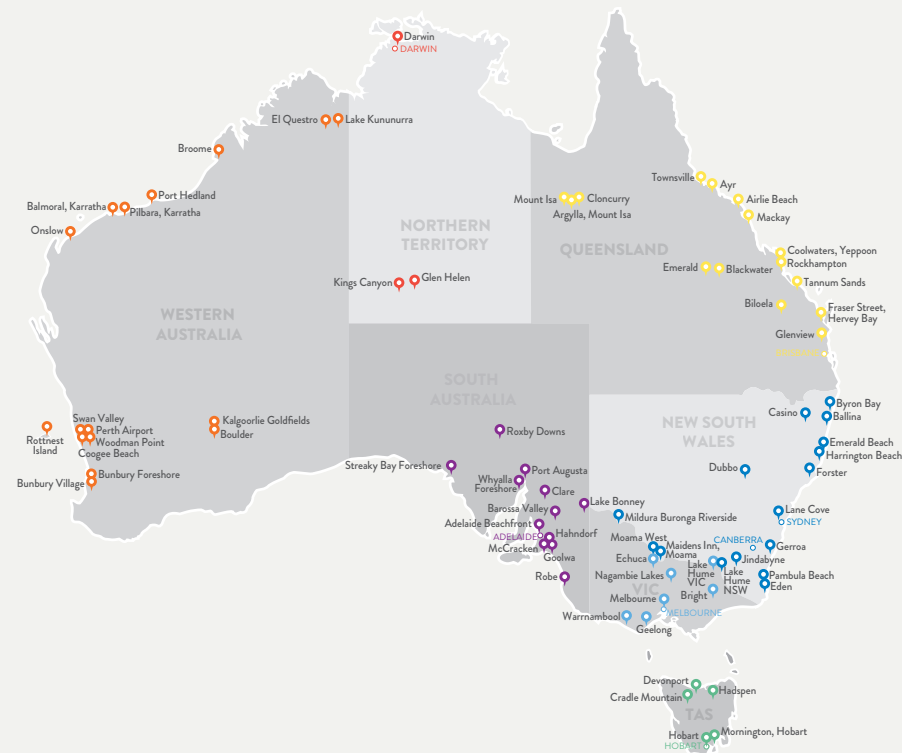 Darwin
DARWIN
El Questro
Lake Kununurra
Broome
Port Hedland
Balmoral, Karratha
Pilbara, Karratha
Onslow
Townsville
Ayr
Mount Isa
Cloncurry
Argylla, Mount Isa
Airlie Beach
Mackay
NORTHERN
TERRITORY
QUEENSLAND
Coolwaters, Yeppoon
Rockhampton
Emerald
Blackwater
Tannum Sands
Kings Canyon
Glen Helen
Biloela
Fraser Street,
Hervey Bay
Glenview
BRISBANE
WESTERN
AUSTRALIA
SOUTH
AUSTRALIA
NEW SOUTH
WALES
Byron Bay
Casino
Ballina
Swan Valley
Perth Airport
Woodman Point
Coogee Beach
Rottnest
Island
Kalgoorlie Goldfields
Boulder
Roxby Downs
Emerald Beach
Harrington Beach
Dubbo
Forster
Streaky Bay Foreshore
Port Augusta
Whyalla
Foreshore
Clare
Bunbury Foreshore
Bunbury Village
Lake Bonney
Barossa Valley
Mildura Buronga Riverside
Lane Cove
SYDNEY
Adelaide Beachfront
ADELAIDE
Hahndorf
McCracken
Goolwa
Moama West
Maidens Inn,
Moama
Echuca
CANBERRA
Gerroa
Jindabyne
Lake
Hume
VIC
Lake
Hume
NSW
Robe
Nagambie Lakes
VIC
Bright
Pambula Beach
Eden
Melbourne
MELBOURNE
Warrnambool
Geelong
Devonport
Cradle Mountain
Hadspen
TAS
Hobart
Mornington, Hobart
HOBART